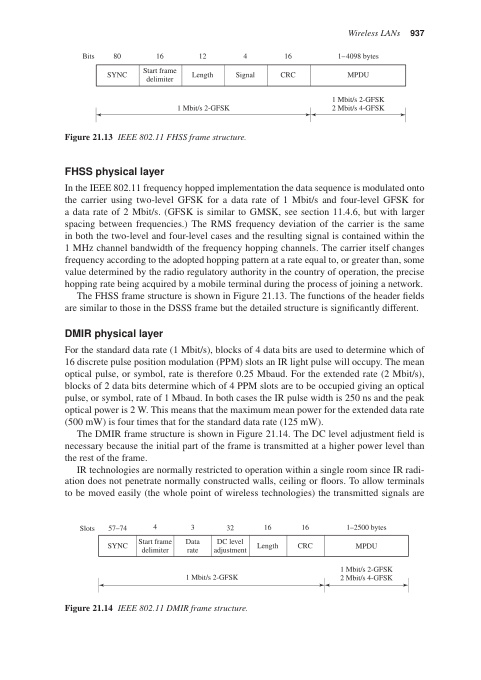 Wireless LANs 937
Bits 80 16 12 4 16 1–4098 bytes
SYNC Start frame delimiter Length Signal CRC MPDU
1 Mbit/s 2-GFSK
1 Mbit/s 2-GFSK
2 Mbit/s 4-GFSK
Figure 21.13 IEEE 802.11 FHSS frame structure.
FHSS physical layer
In the IEEE 802.11 frequency hopped implementation the data sequence is modulated onto
the carrier using two-level GFSK for a data rate of 1 Mbit/s and four-level GFSK for
a data rate of 2 Mbit/s. (GFSK is similar to GMSK, see section 11.4.6, but with larger
spacing between frequencies.) The RMS frequency deviation of the carrier is the same
in both the two-level and four-level cases and the resulting signal is contained within the
1 MHz channel bandwidth of the frequency hopping channels. The carrier itself changes
frequency according to the adopted hopping pattern at a rate equal to, or greater than, some
value determined by the radio regulatory authority in the country of operation, the precise
hopping rate being acquired by a mobile terminal during the process of joining a network.
The FHSS frame structure is shown in Figure 21.13. The functions of the header fields
are similar to those in the DSSS frame but the detailed structure is significantly different.
DMIR physical layer
For the standard data rate (1 Mbit/s), blocks of 4 data bits are used to determine which of
16 discrete pulse position modulation (PPM) slots an IR light pulse will occupy. The mean
optical pulse, or symbol, rate is therefore 0.25 Mbaud. For the extended rate (2 Mbit/s),
blocks of 2 data bits determine which of 4 PPM slots are to be occupied giving an optical
pulse, or symbol, rate of 1 Mbaud. In both cases the IR pulse width is 250 ns and the peak
optical power is 2 W. This means that the maximum mean power for the extended data rate
(500 mW) is four times that for the standard data rate (125 mW).
The DMIR frame structure is shown in Figure 21.14. The DC level adjustment field is
necessary because the initial part of the frame is transmitted at a higher power level than
the rest of the frame.
IR technologies are normally restricted to operation within a single room since IR radi-
ation does not penetrate normally constructed walls, ceiling or floors. To allow terminals
to be moved easily (the whole point of wireless technologies) the transmitted signals are
Slots 57–74 4 3 32 16 16 1–2500 bytes
SYNC Start frame delimiter Data rate DC level adjustment Length CRC MPDU
1 Mbit/s 2-GFSK
1 Mbit/s 2-GFSK
2 Mbit/s 4-GFSK
Figure 21.14 IEEE 802.11 DMIR frame structure.